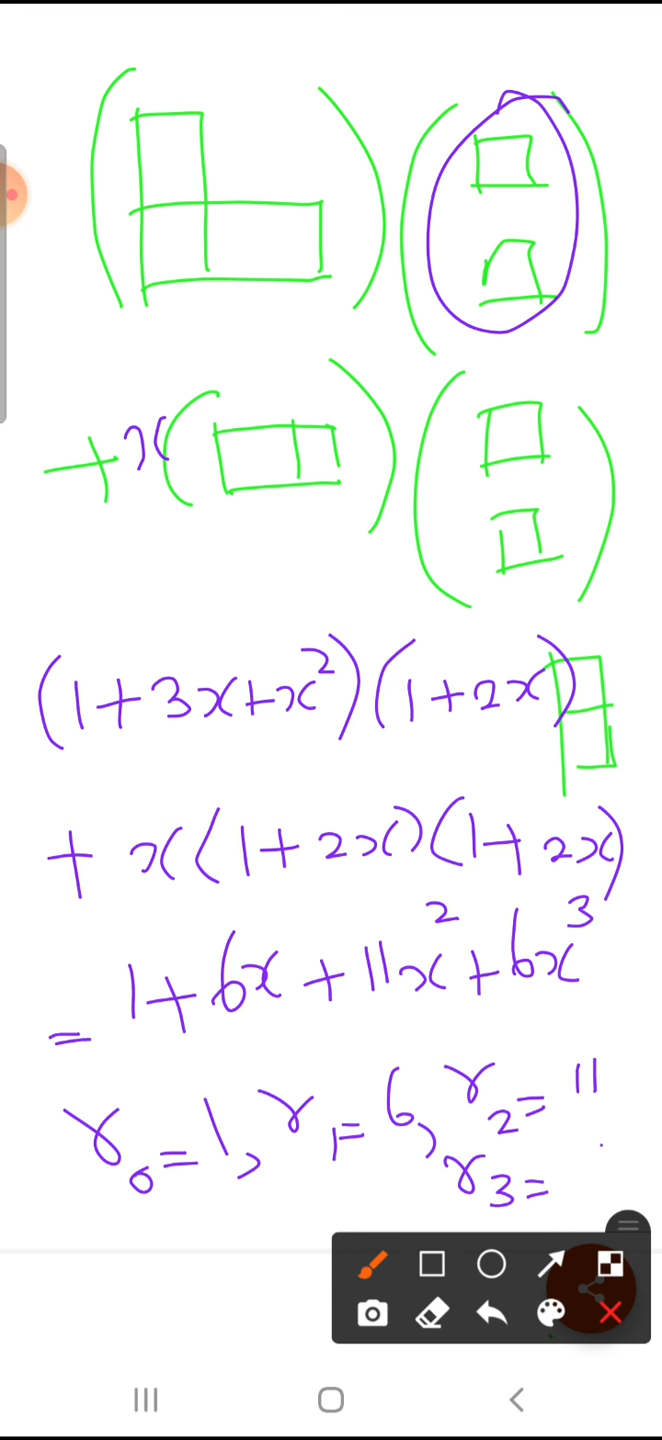 +x
(1+3x+x²)(1+2x)
+ x(1+2x)(1+2x)
= 1+6x+11x²+6x³
r₀=1, r₁=6, r₂=11
r₃=